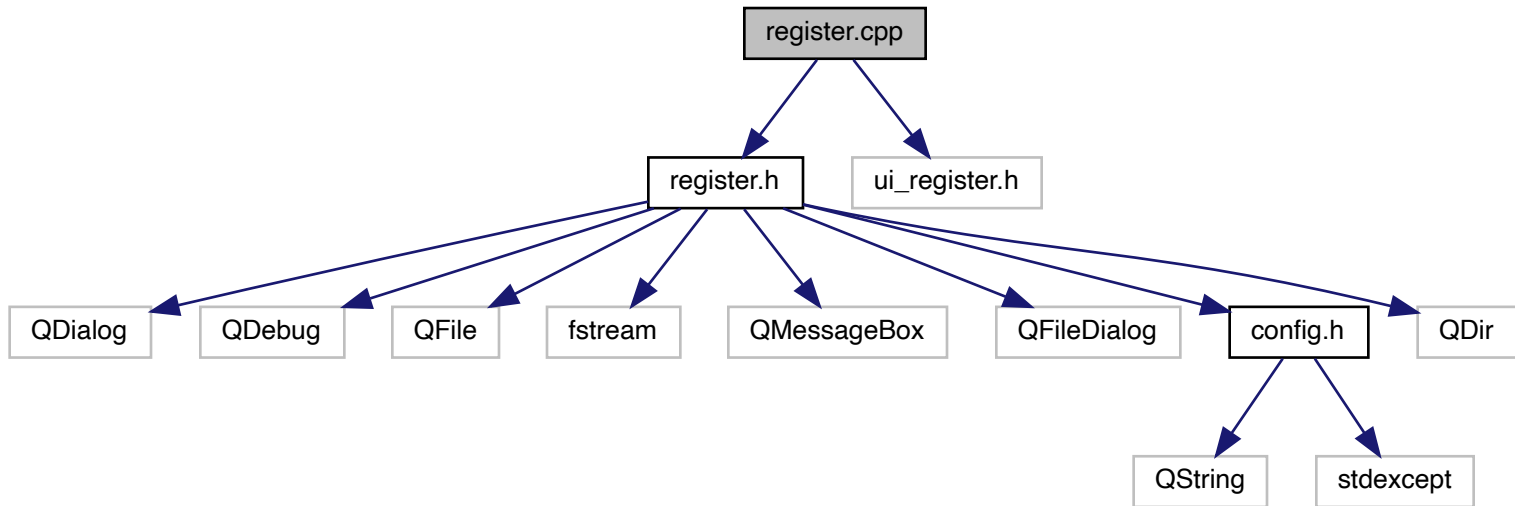 register.cpp
register.h
ui_register.h
QDialog
QDebug
QFile
fstream
QMessageBox
QFileDialog
config.h
QDir
QString
stdexcept